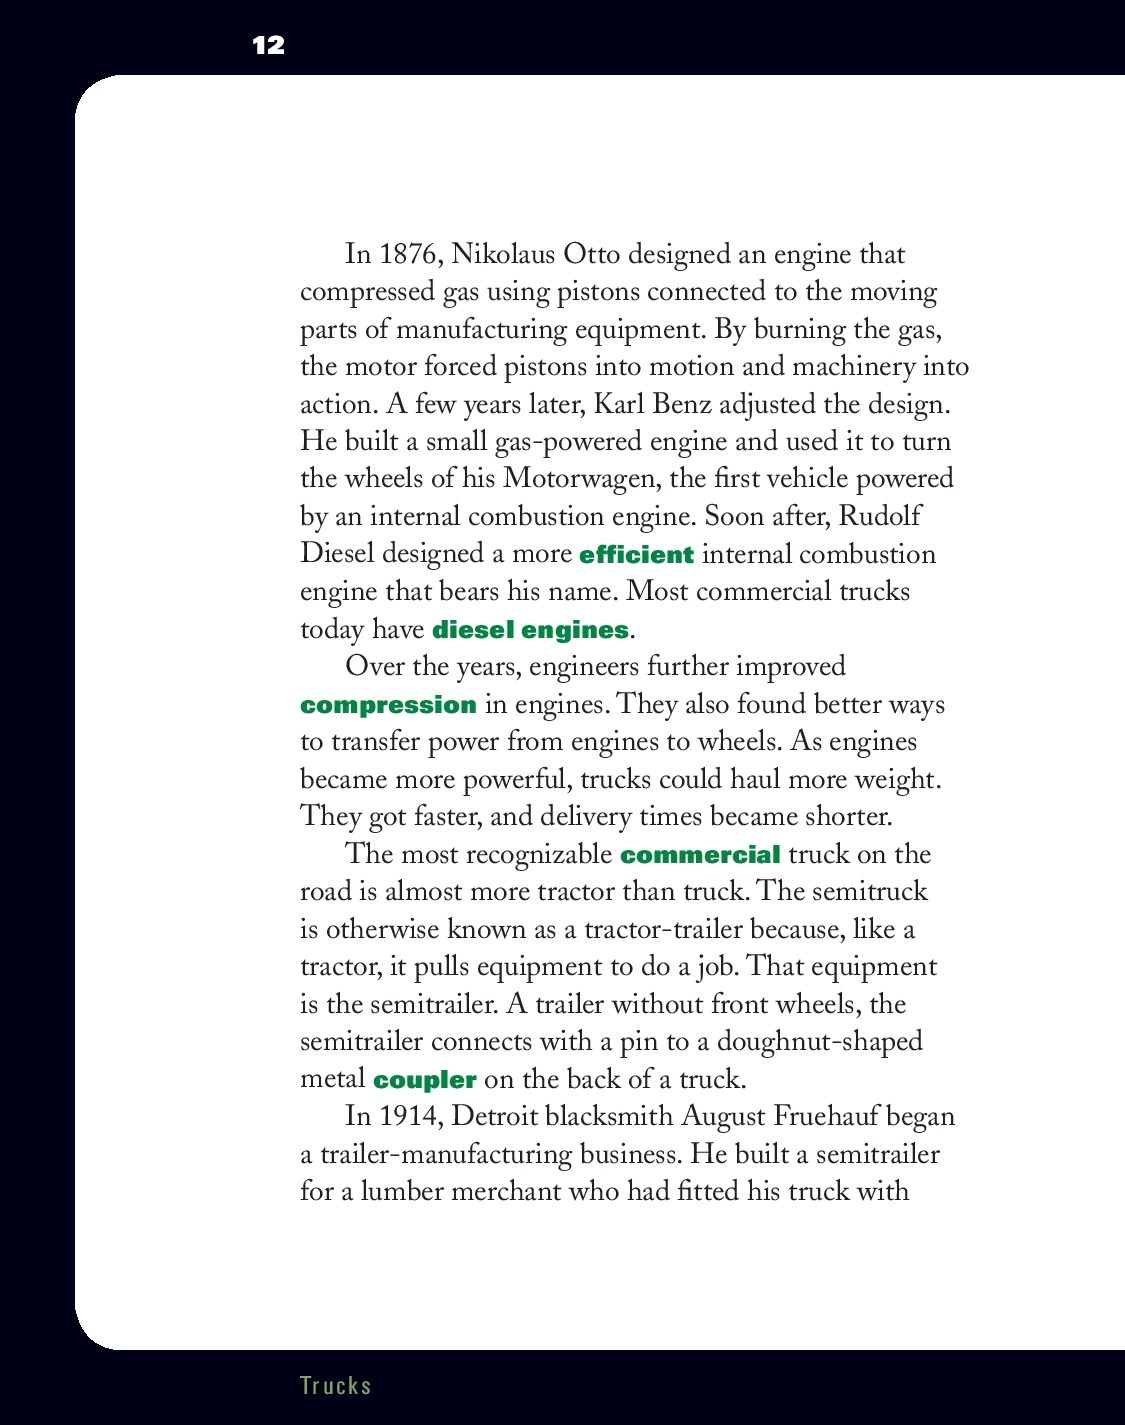 12
In 1876, Nikolaus Otto designed an engine that
compressed gas using pistons connected to the moving
parts of manufacturing equipment. By burning the gas,
the motor forced pistons into motion and machinery into
action. A few years later, Karl Benz adjusted the design.
He built a small gas-powered engine and used it to turn
the wheels of his Motorwagen, the first vehicle powered
by an internal combustion engine. Soon after, Rudolf
Diesel designed a more efficient internal combustion
engine that bears his name. Most commercial trucks
today have diesel engines.
Over the years, engineers further improved
compression in engines. They also found better ways
to transfer power from engines to wheels. As engines
became more powerful, trucks could haul more weight.
They got faster, and delivery times became shorter.
The most recognizable commercial truck on the
road is almost more tractor than truck. The semitruck
is otherwise known as a tractor-trailer because, like a
tractor, it pulls equipment to do a job. That equipment
is the semitrailer. A trailer without front wheels, the
semitrailer connects with a pin to a doughnut-shaped
metal coupler on the back of a truck.
In 1914, Detroit blacksmith August Fruehauf began
a trailer-manufacturing business. He built a semitrailer
for a lumber merchant who had fitted his truck with
Trucks